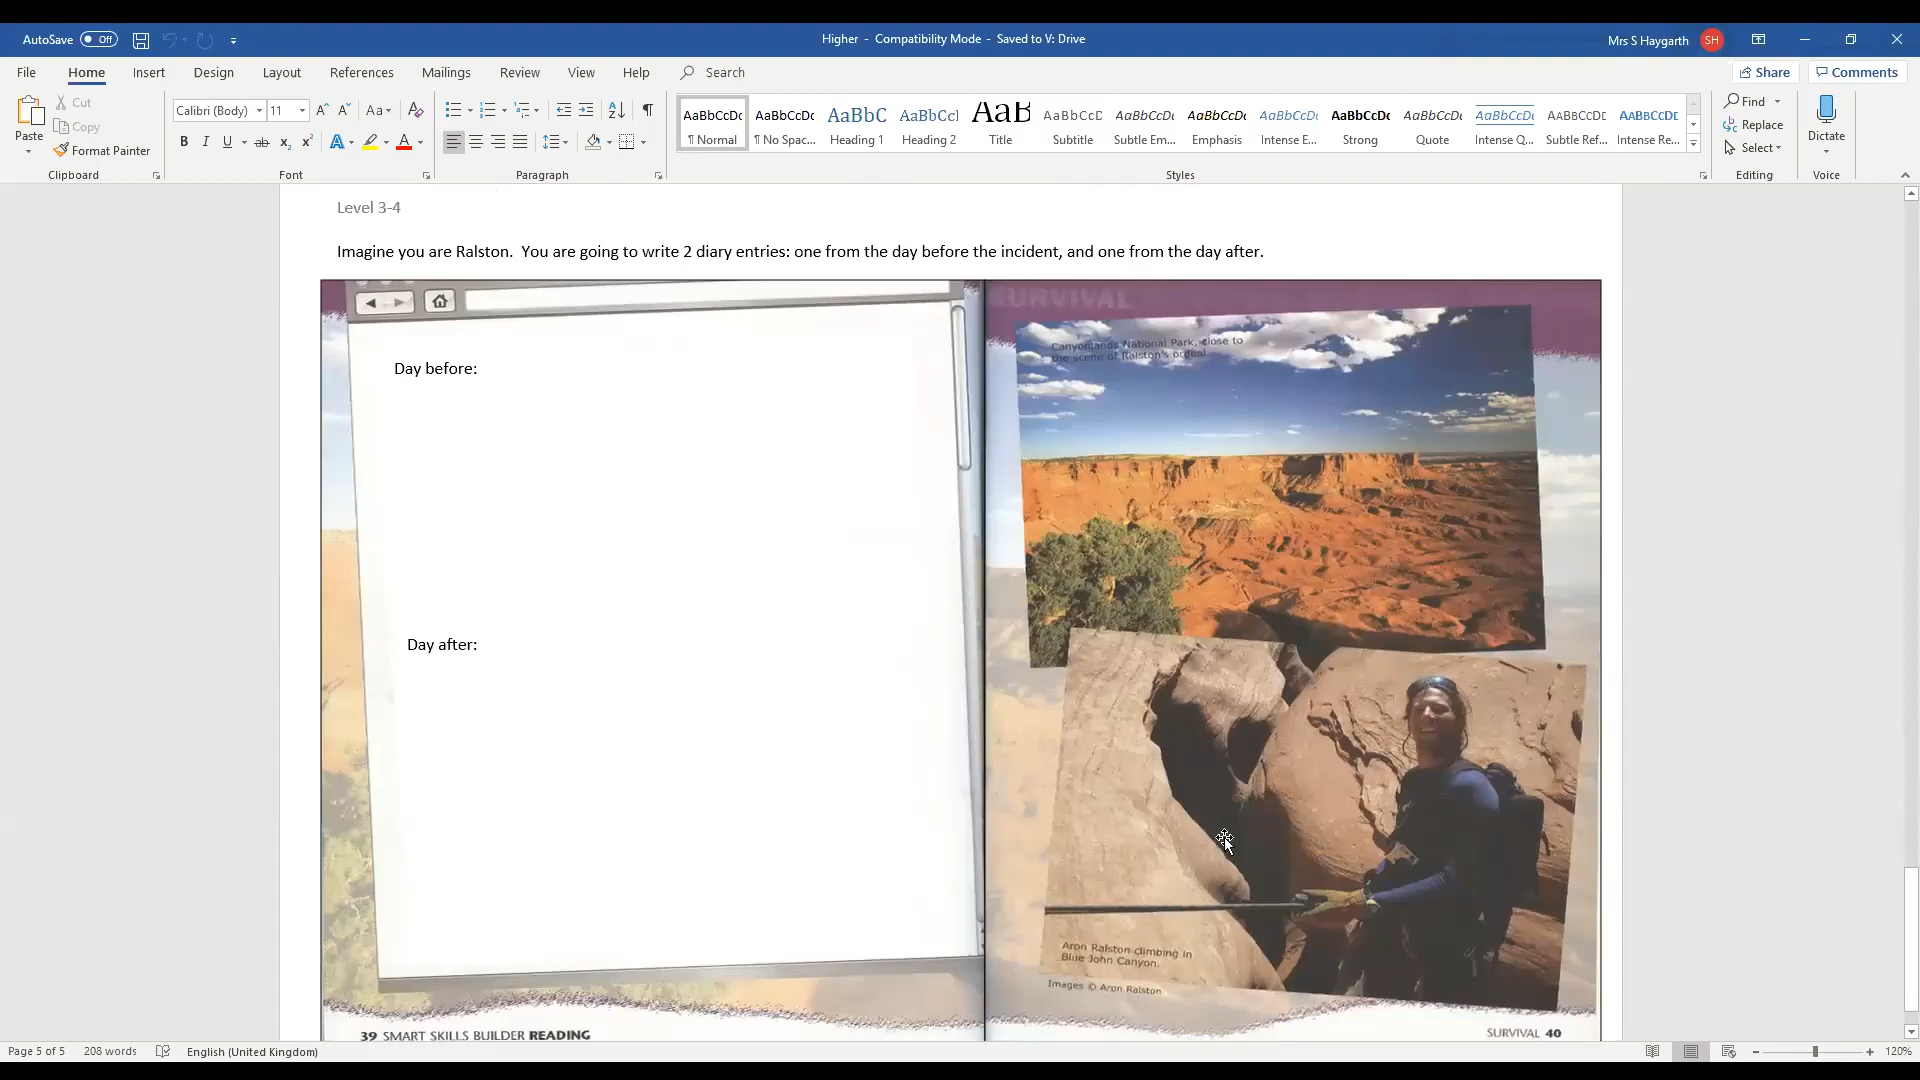 AutoSave Off
Higher - Compatibility Mode - Saved to V: Drive
Mrs S Haygarth SH
File Home Insert Design Layout References Mailings Review View Help Search
Share Comments
Paste
Cut
Copy
Format Painter
Clipboard
Calibri (Body) 11
Font
Paragraph
AaBbCcDc AaBbCcDc AaBbC AaBbCcI AaB AaBbCcD AaBbCcDc AaBbCcDc AaBbCcDc AaBbCcDc AaBbCcDc AaBbCcDc AABBCCDE AABBCCDE
¶ Normal ¶ No Spac... Heading 1 Heading 2 Title Subtitle Subtle Em... Emphasis Intense E... Strong Quote Intense Q... Subtle Ref... Intense Re...
Styles
Find
Replace
Select
Editing
Dictate
Voice
Level 3-4
Imagine you are Ralston. You are going to write 2 diary entries: one from the day before the incident, and one from the day after.
Day before:
Day after:
SURVIVAL
Canyonlands National Park, close to
the scene of Ralston's ordeal
Aron Ralston climbing in
Blue John Canyon.
Images © Aron Ralston
39 SMART SKILLS BUILDER READING
SURVIVAL 40
Page 5 of 5 208 words English (United Kingdom) 120%